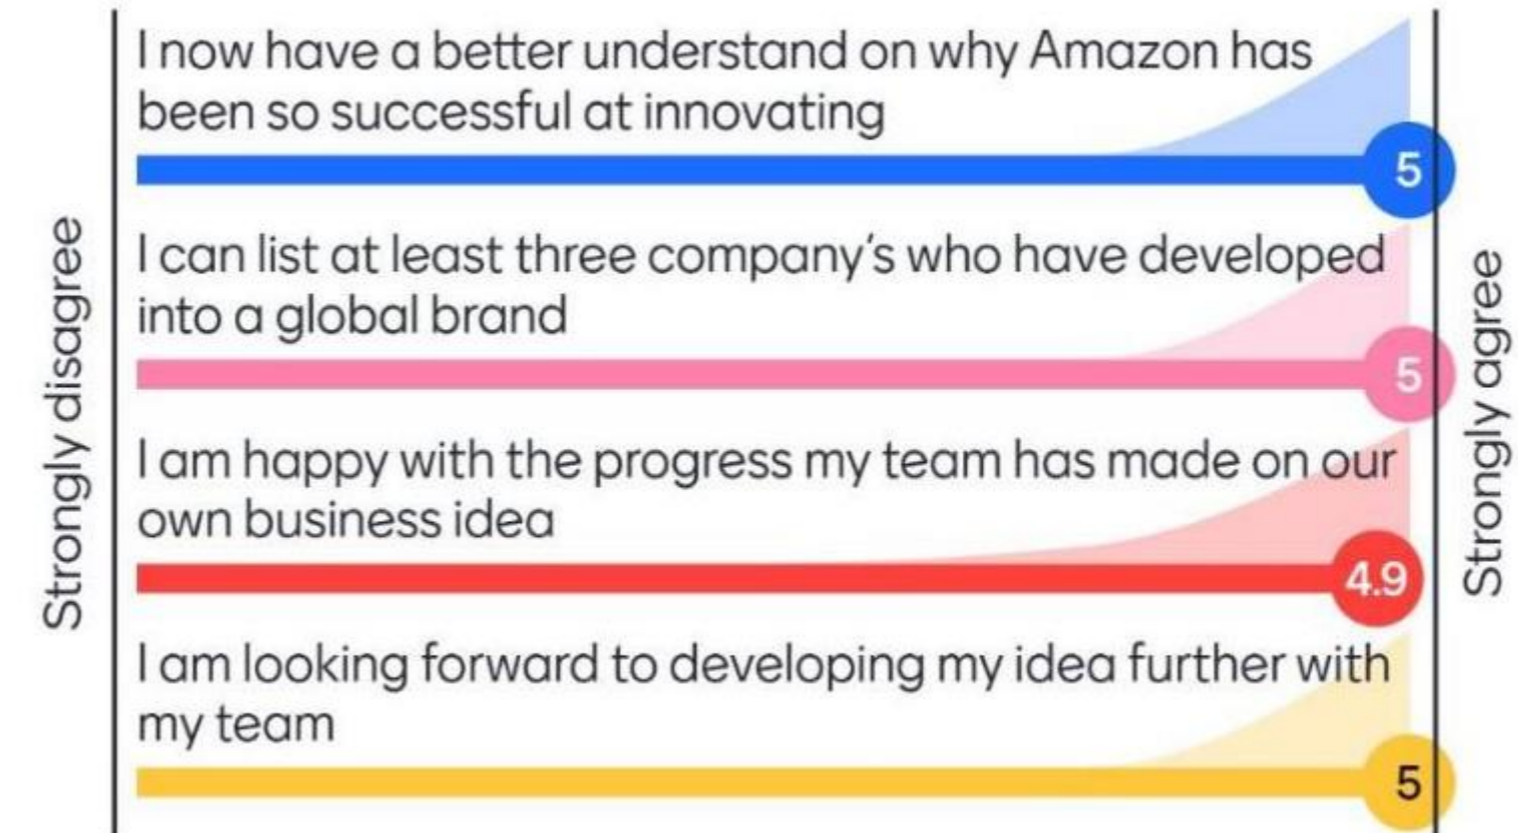 Strongly disagree
I now have a better understand on why Amazon has
been so successful at innovating
5
I can list at least three company's who have developed
into a global brand
5
I am happy with the progress my team has made on our
own business idea
4.9
I am looking forward to developing my idea further with
my team
5
Strongly agree